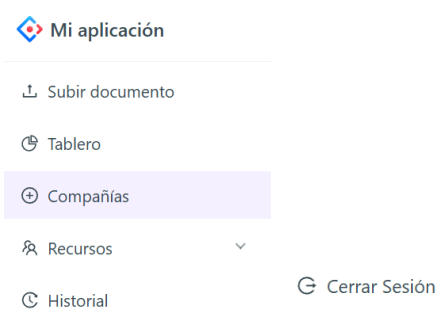 Mi aplicación
Subir documento
Tablero
Compañías
Recursos
Historial
Cerrar Sesión